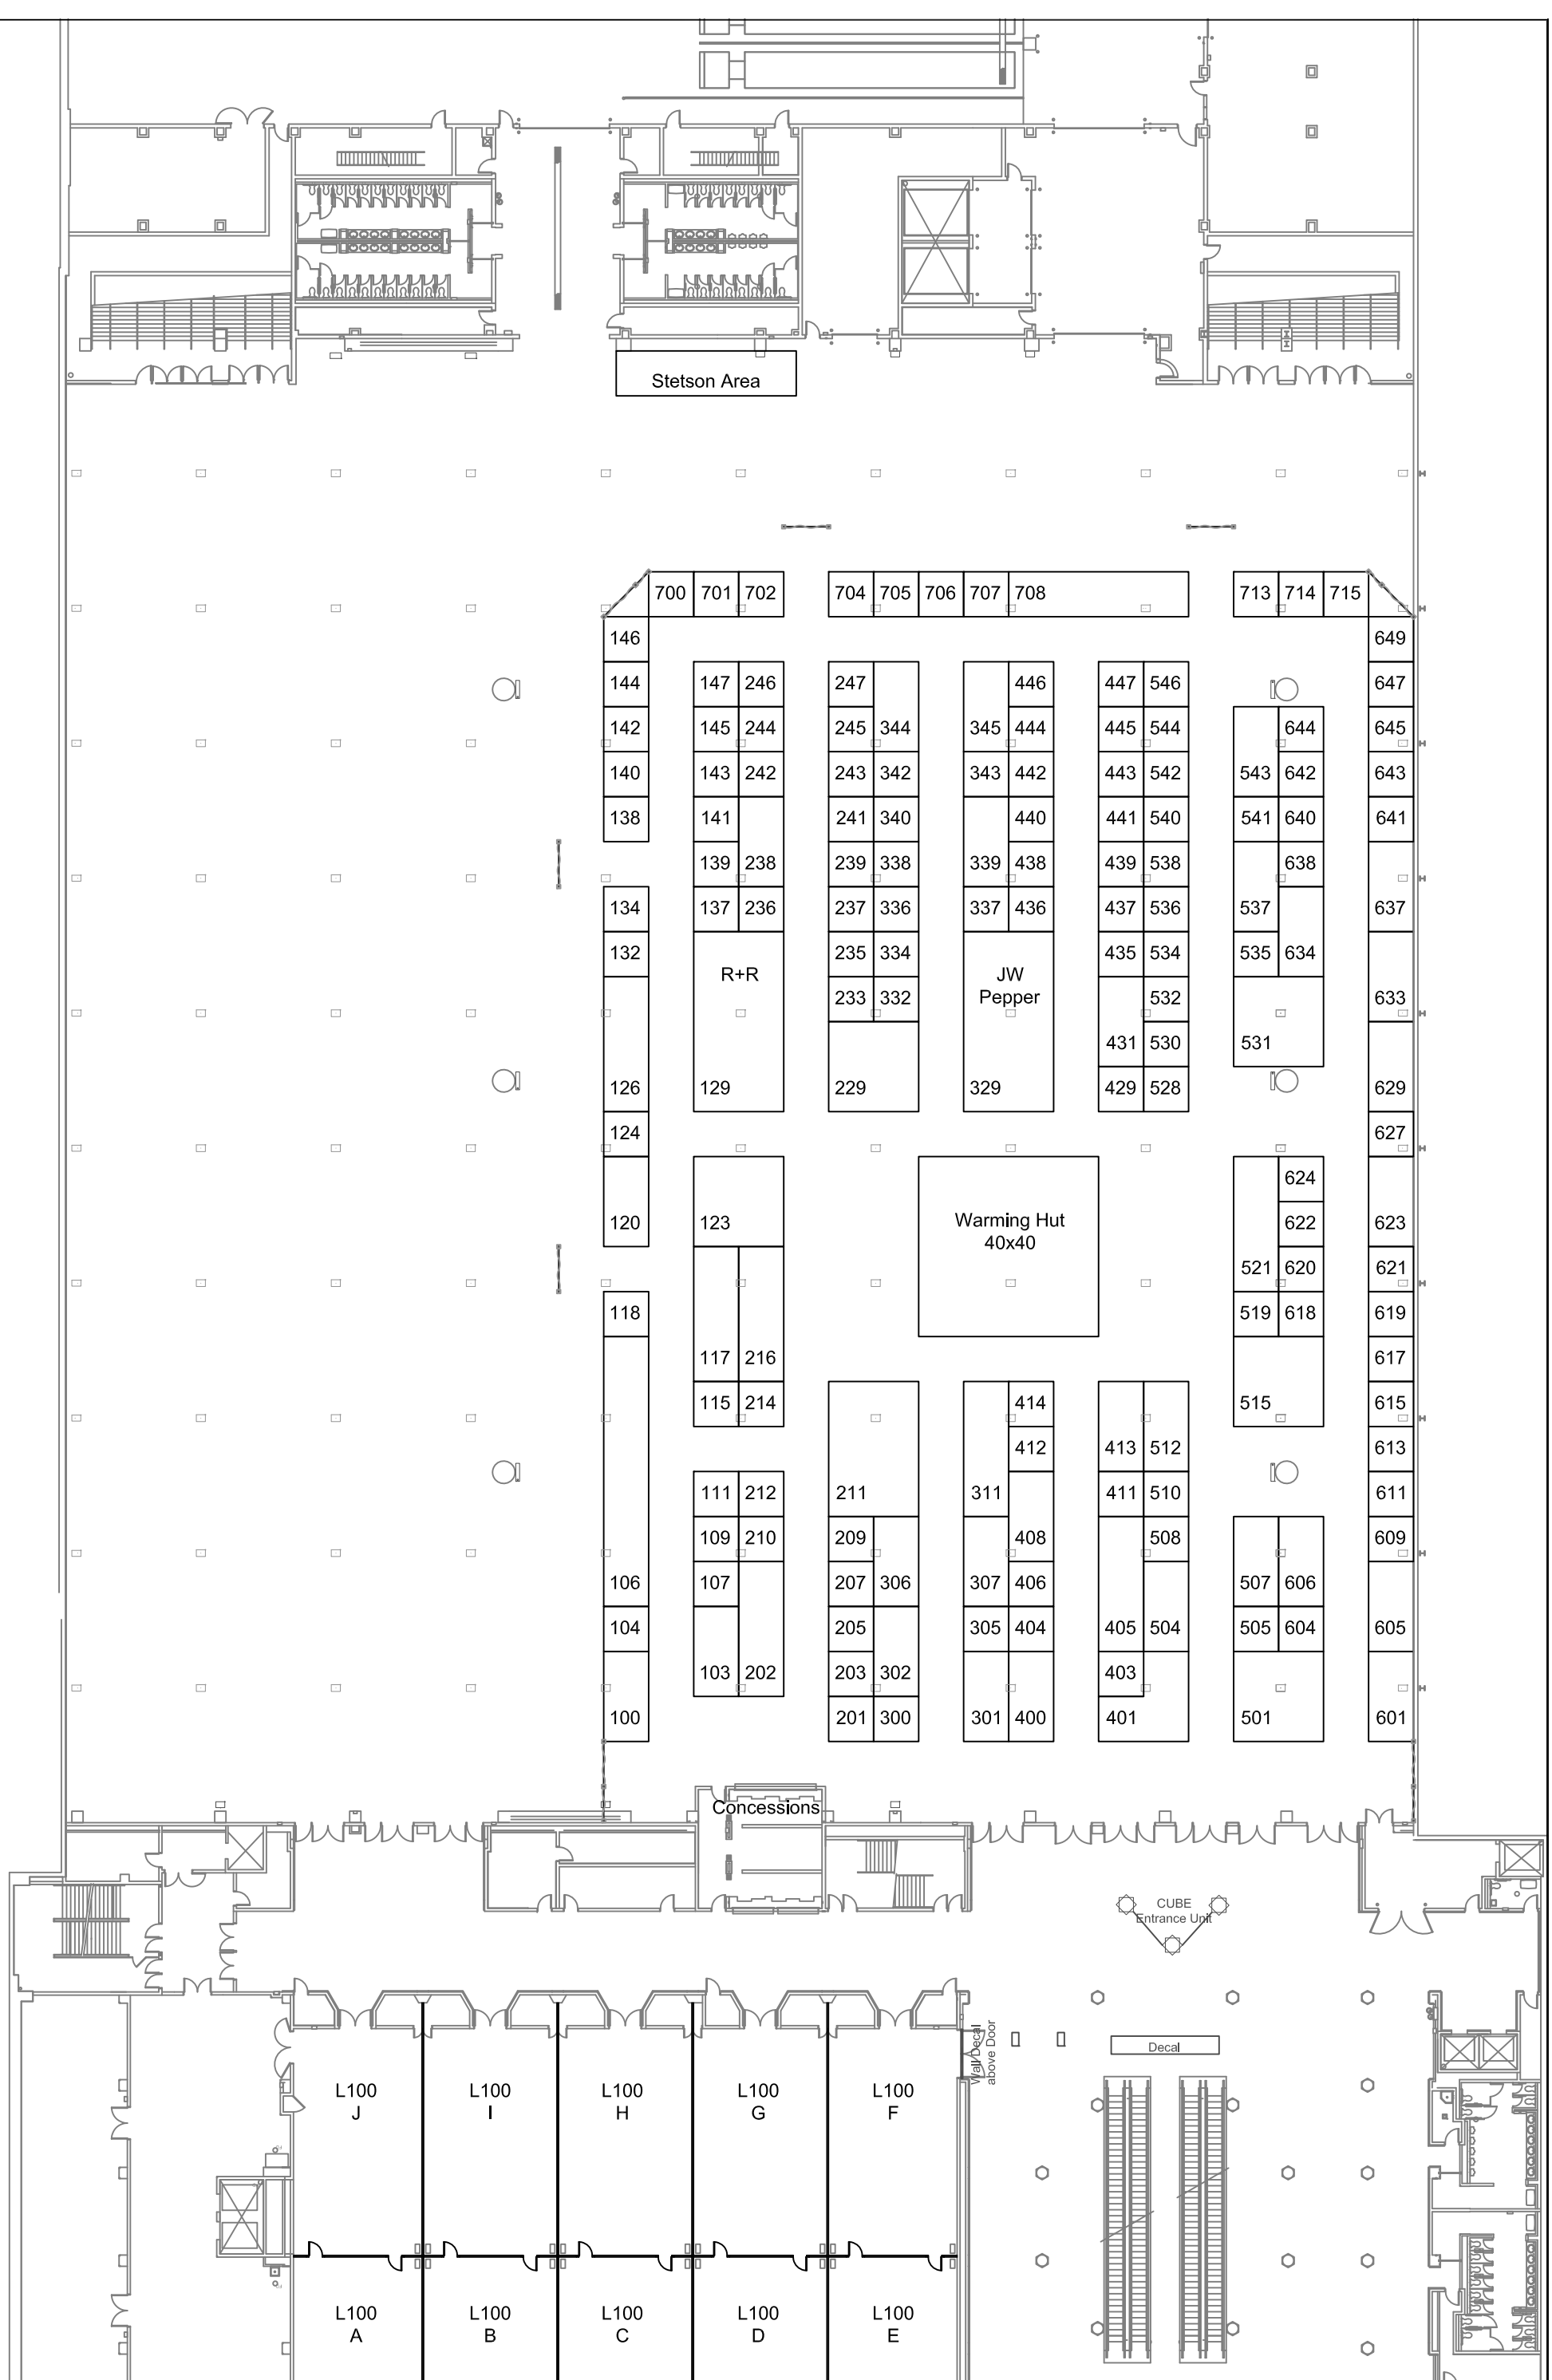 Stetson Area
700 701 702 704 705 706 707 708 713 714 715
146 649
144 147 246 247 446 447 546 647
142 145 244 245 344 345 444 445 544 644 645
140 143 242 243 342 343 442 443 542 543 642 643
138 141 241 340 440 441 540 541 640 641
139 238 239 338 339 438 439 538 638
134 137 236 237 336 337 436 437 536 537 637
132 235 334 435 534 535 634
R+R JW
Pepper
233 332 532 633
431 530 531
126 129 229 329 429 528 629
124 627
624
120 123 Warming Hut 622 623
40x40
521 620 621
118 519 618 619
117 216 617
115 214 414 515 615
412 413 512 613
111 212 211 311 411 510 611
109 210 209 408 508 609
106 107 207 306 307 406 507 606
104 205 305 404 405 504 505 604 605
103 202 203 302 403
100 201 300 301 400 401 501 601
Concessions
CUBE
Entrance Unit
Wall Decal
above Door
Decal
L100 L100 L100 L100 L100
J I H G F
L100 L100 L100 L100 L100
A B C D E